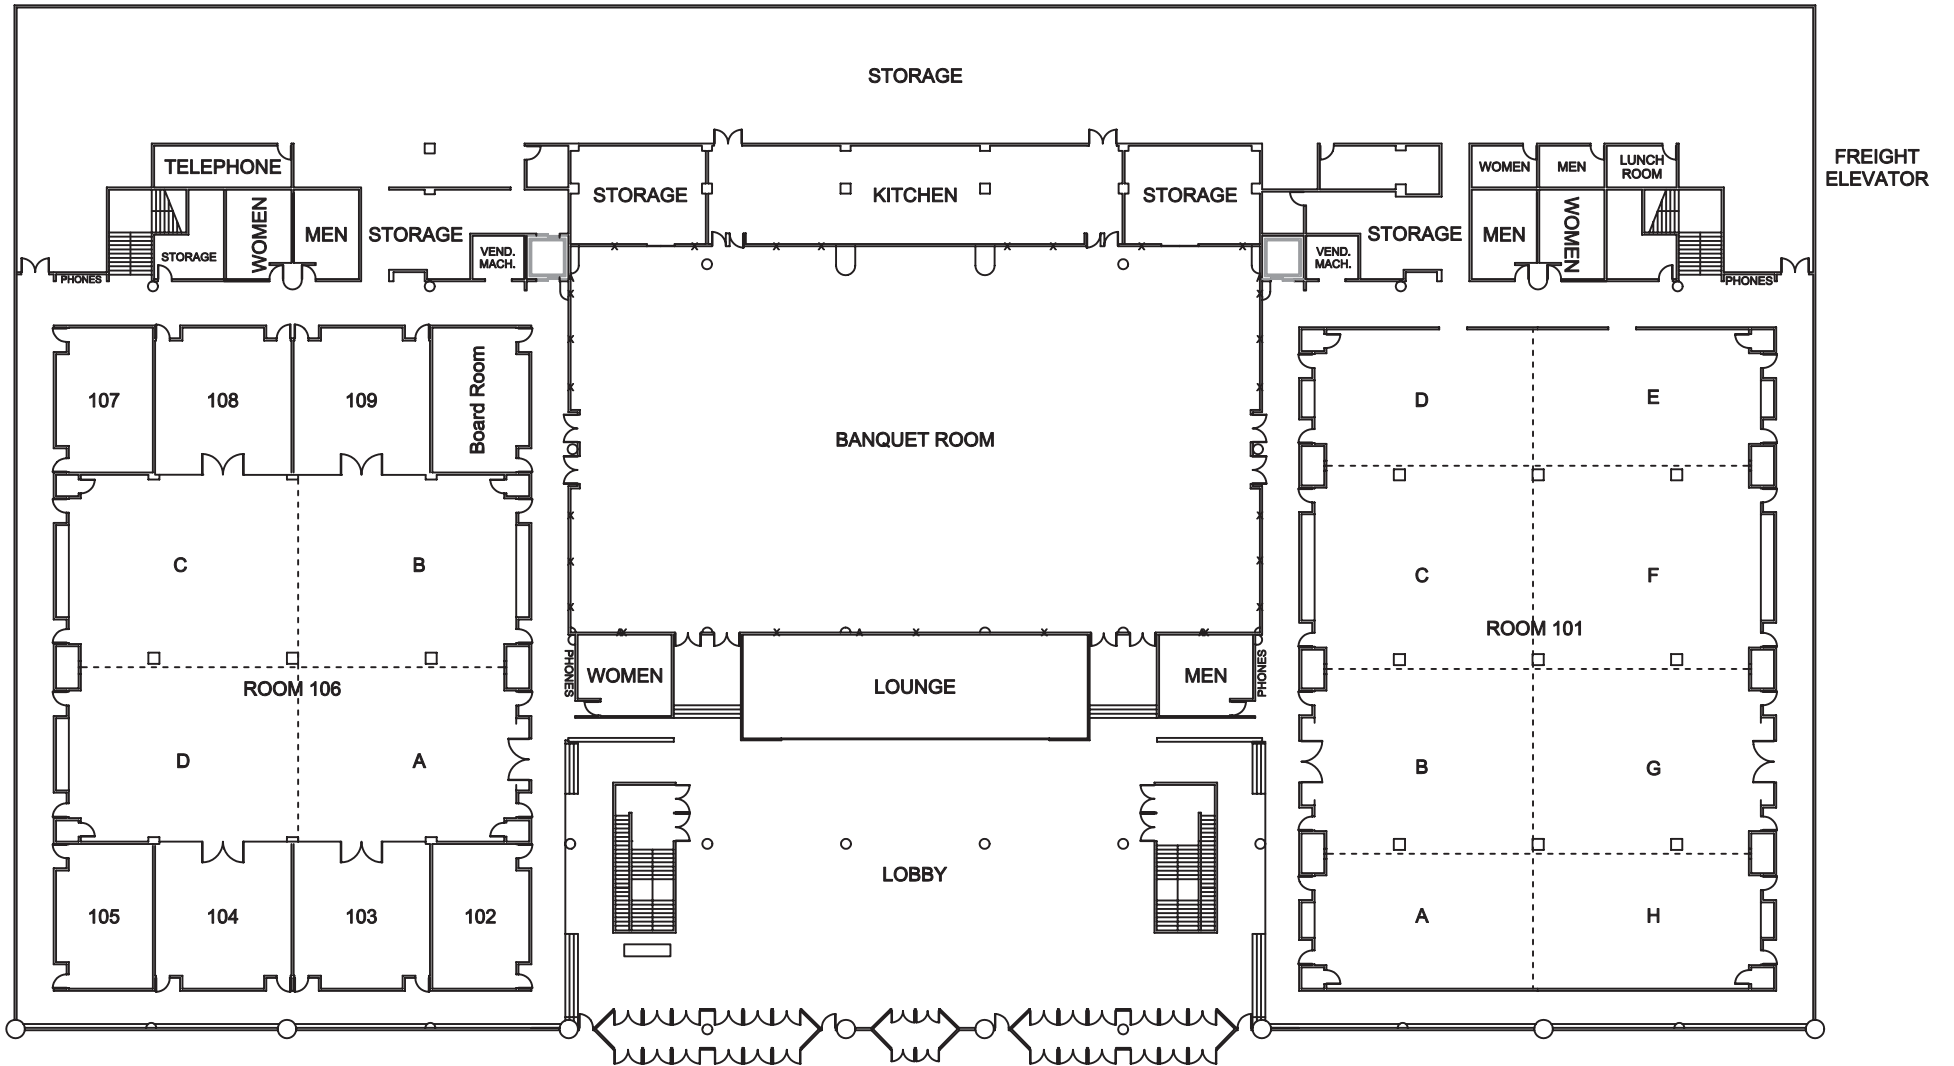 STORAGE
FREIGHT
ELEVATOR
TELEPHONE
WOMEN
MEN
LUNCH
ROOM
STORAGE
KITCHEN
STORAGE
WOMEN
MEN
STORAGE
STORAGE
VEND.
MACH.
VEND.
MACH.
STORAGE
MEN
WOMEN
PHONES
PHONES
107
108
109
Board Room
BANQUET ROOM
D
E
C
B
C
F
ROOM 101
PHONES
WOMEN
LOUNGE
MEN
PHONES
ROOM 106
D
A
B
G
LOBBY
105
104
103
102
A
H